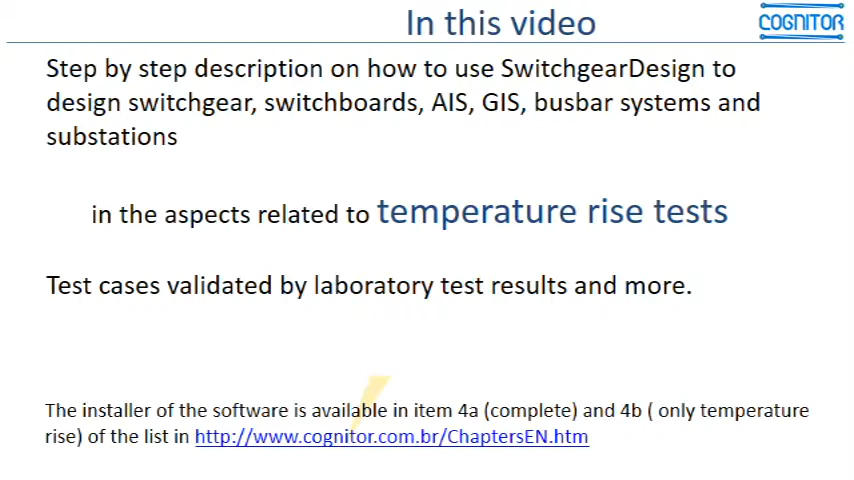 In this video
COGNITOR
Step by step description on how to use SwitchgearDesign to
design switchgear, switchboards, AIS, GIS, busbar systems and
substations
in the aspects related to temperature rise tests
Test cases validated by laboratory test results and more.
The installer of the software is available in item 4a (complete) and 4b ( only temperature
rise) of the list in http://www.cognitor.com.br/ChaptersEN.htm